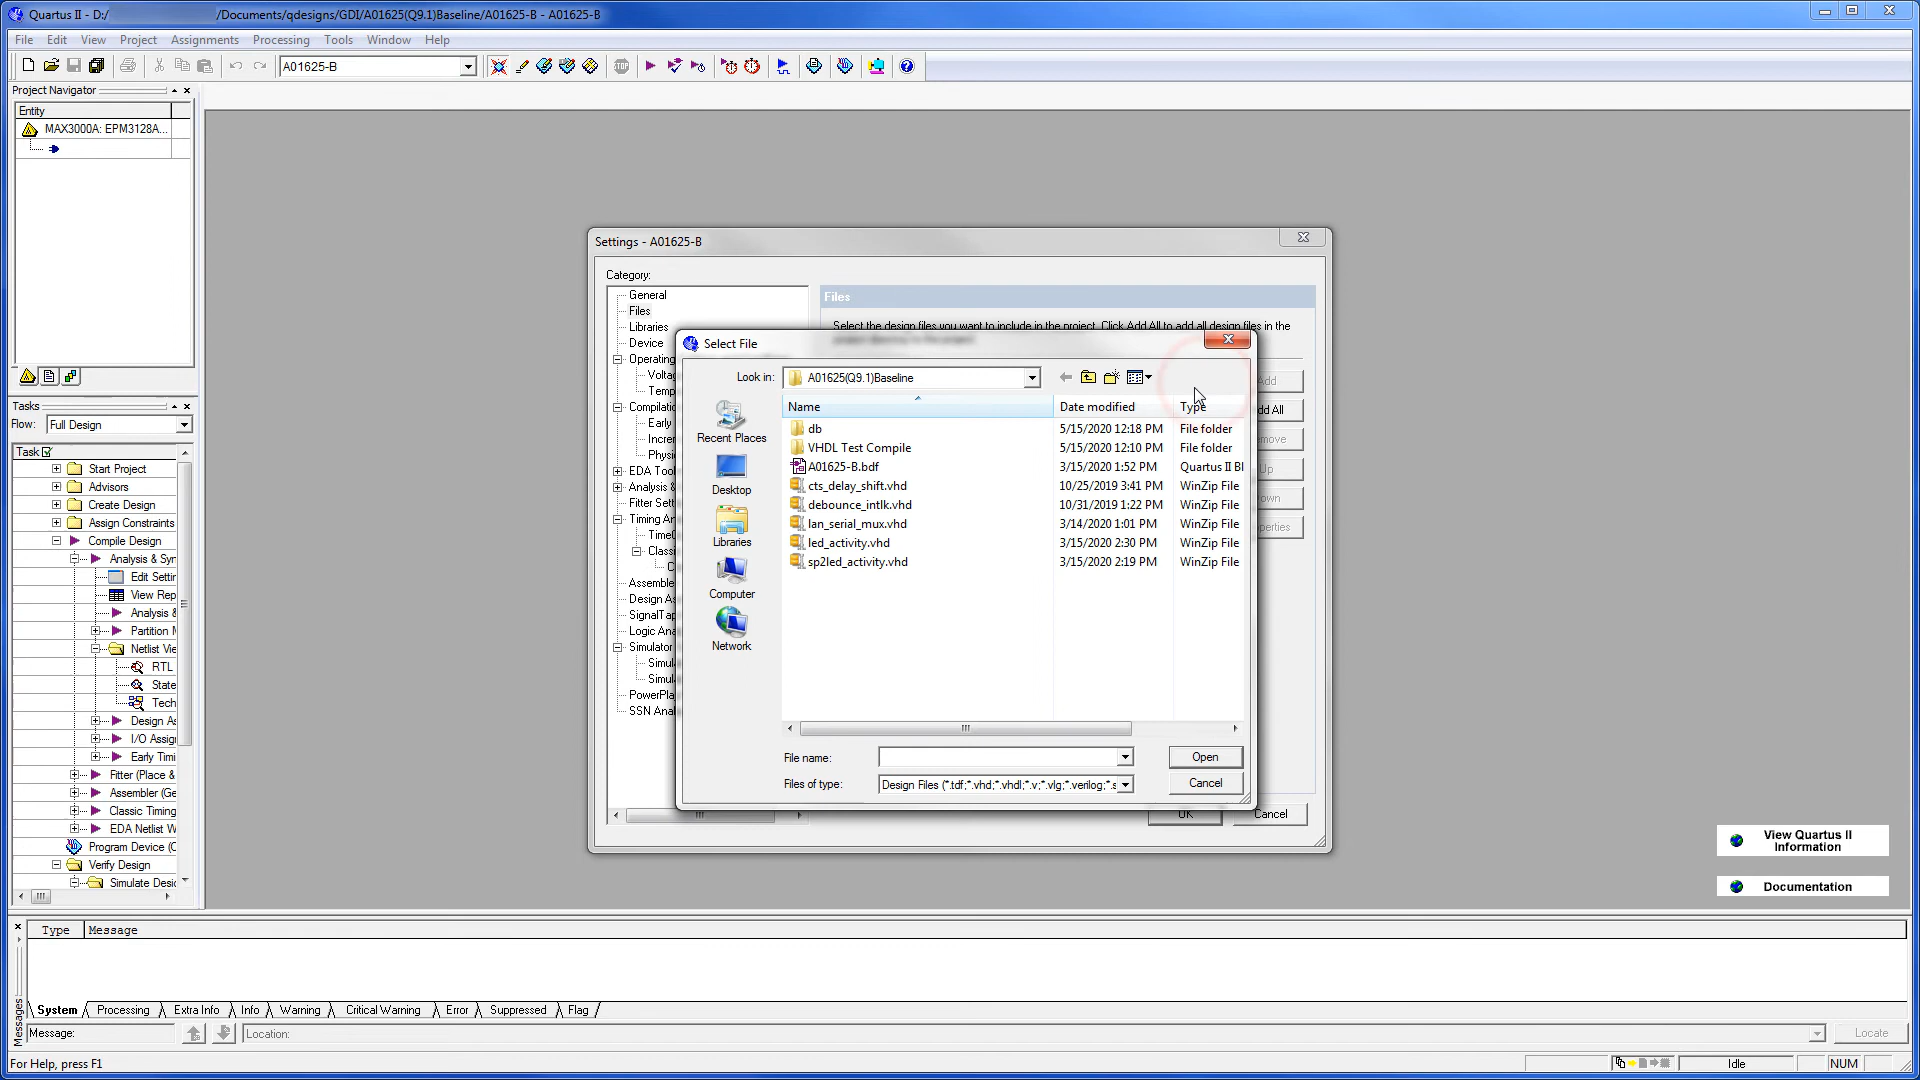 Quartus II - D:/ /Documents/qdesigns/GDI/A01625(Q9.1)Baseline/A01625-B - A01625-B
File Edit View Project Assignments Processing Tools Window Help
A01625-B
Project Navigator
Entity
MAX3000A: EPM3128A...
Tasks
Flow: Full Design
Task
Start Project
Advisors
Create Design
Assign Constraints
Compile Design
Analysis & Syn
Edit Settin
View Rep
Analysis &
Partition M
Netlist Vie
RTL
State
Tech
Design As
I/O Assig
Early Timi
Fitter (Place &
Assembler (Ge
Classic Timing
EDA Netlist W
Program Device (O
Verify Design
Simulate Desig
Settings - A01625-B
Category:
General
Files
Libraries
Device
Operating
Voltag
Temp
Compilati
Early
Increr
Physi
EDA Tool
Analysis &
Fitter Sett
Timing An
Time
Classi
C
Assemble
Design As
SignalTap
Logic Ana
Simulator
Simul
Simul
PowerPla
SSN Anal
Files
Select the design files you want to include in the project. Click Add All to add all design files in the
project directory to the project.
Add
dd All
move
Up
own
operties
OK
Cancel
Select File
Look in: A01625(Q9.1)Baseline
Name Date modified Type
db 5/15/2020 12:18 PM File folder
VHDL Test Compile 5/15/2020 12:10 PM File folder
A01625-B.bdf 3/15/2020 1:52 PM Quartus II Bl
cts_delay_shift.vhd 10/25/2019 3:41 PM WinZip File
debounce_intlk.vhd 10/31/2019 1:22 PM WinZip File
lan_serial_mux.vhd 3/14/2020 1:01 PM WinZip File
led_activity.vhd 3/15/2020 2:30 PM WinZip File
sp2led_activity.vhd 3/15/2020 2:19 PM WinZip File
Recent Places
Desktop
Libraries
Computer
Network
File name:
Open
Files of type: Design Files (*.tdf;*.vhd;*.vhdl;*.v;*.vlg;*.verilog;*.s
Cancel
View Quartus II
Information
Documentation
Type Message
System Processing Extra Info Info Warning Critical Warning Error Suppressed Flag
Messages
Message:
Location:
Locate
For Help, press F1
Idle
NUM